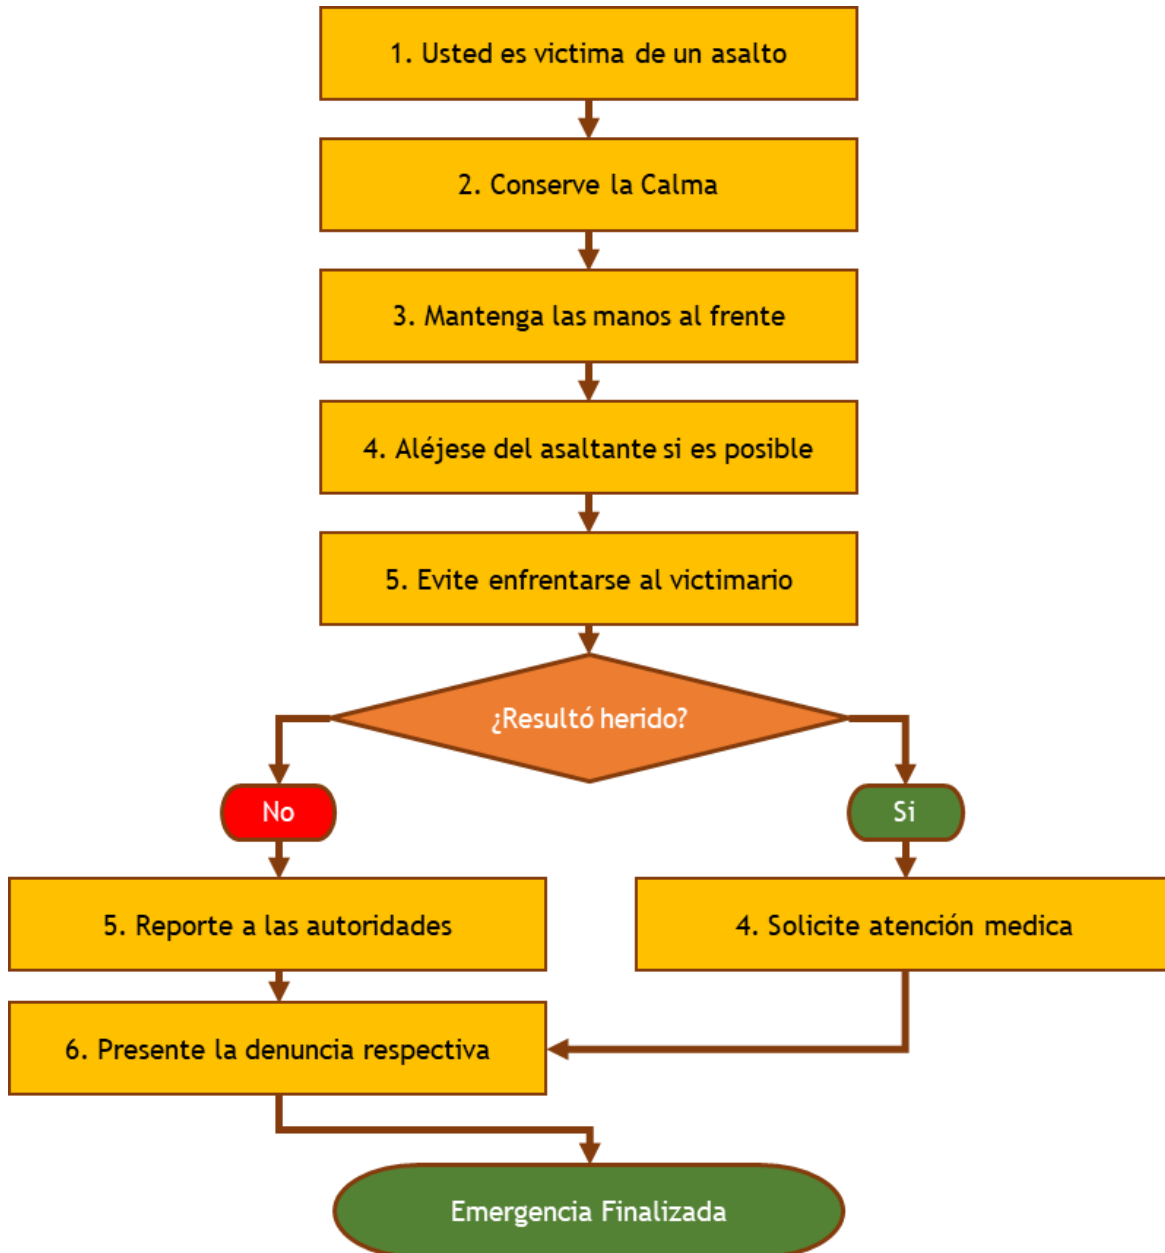 1. Usted es victima de un asalto
2. Conserve la Calma
3. Mantenga las manos al frente
4. Aléjese del asaltante si es posible
5. Evite enfrentarse al victimario
¿Resultó herido?
No
Si
5. Reporte a las autoridades
4. Solicite atención medica
6. Presente la denuncia respectiva
Emergencia Finalizada